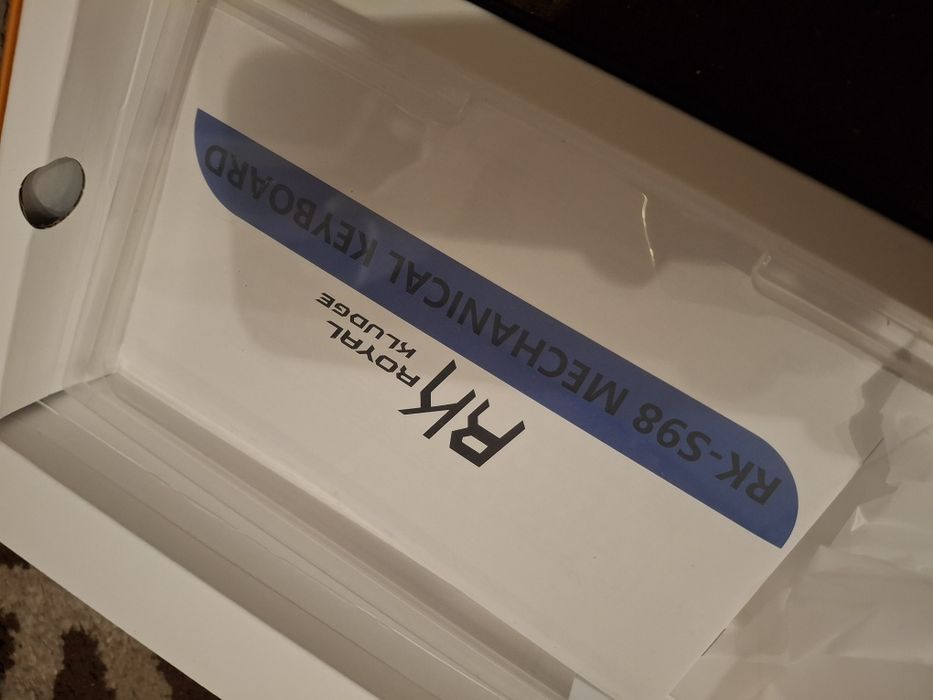 RK ROYAL
KLUDGE
RK-S98 MECHANICAL KEYBOARD